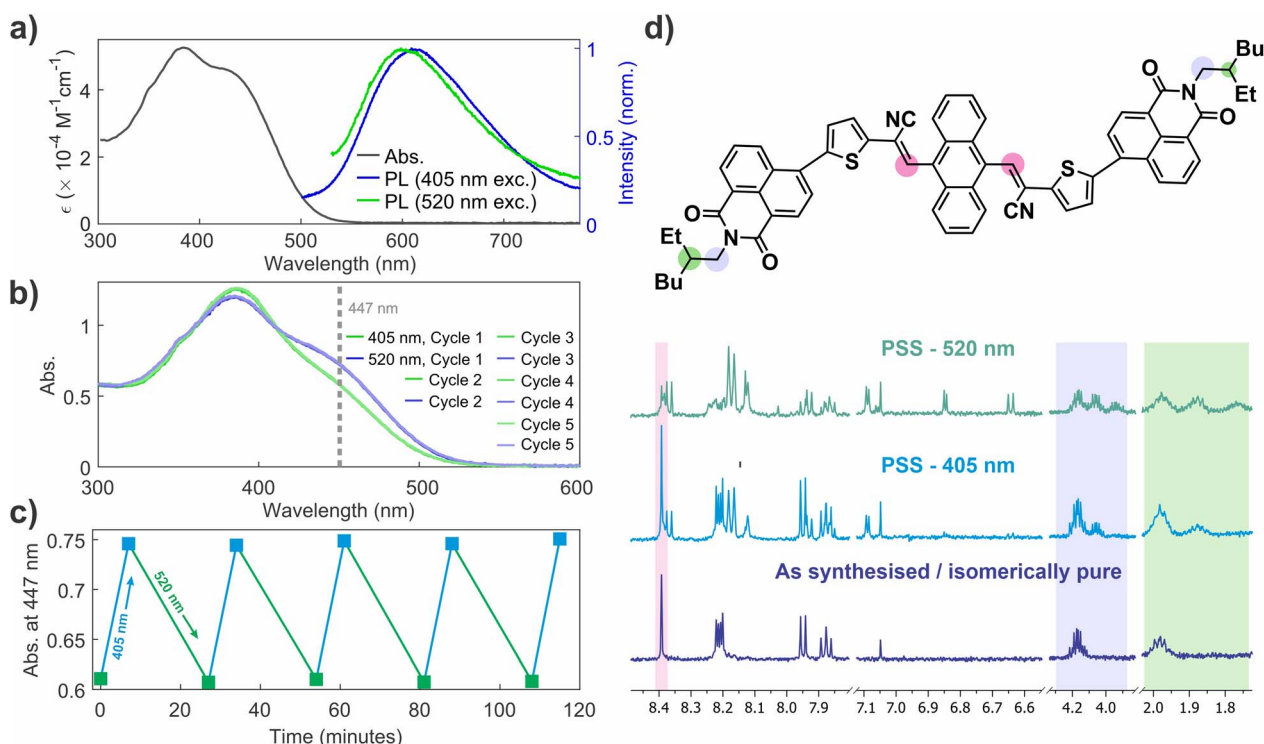 a)
ϵ (× 10⁻⁴ M⁻¹cm⁻¹)
4
2
0
1
0.5
0
Intensity (norm.)
Abs.
PL (405 nm exc.)
PL (520 nm exc.)
300 400 500 600 700
Wavelength (nm)
b)
Abs.
1
0.5
0
447 nm
405 nm, Cycle 1
520 nm, Cycle 1
Cycle 2
Cycle 2
Cycle 3
Cycle 3
Cycle 4
Cycle 4
Cycle 5
Cycle 5
300 400 500 600
Wavelength (nm)
c)
Abs. at 447 nm
0.75
0.7
0.65
0.6
405 nm
520 nm
0 20 40 60 80 100 120
Time (minutes)
d)
Bu
O
N
Et
O
NC
S
S
CN
O
Et
N
O
Bu
PSS - 520 nm
PSS - 405 nm
As synthesised / isomerically pure
8.4 8.3 8.2 8.1 8.0 7.9 7.1 7.0 6.9 6.8 6.7 6.6 4.2 4.0 2.0 1.9 1.8